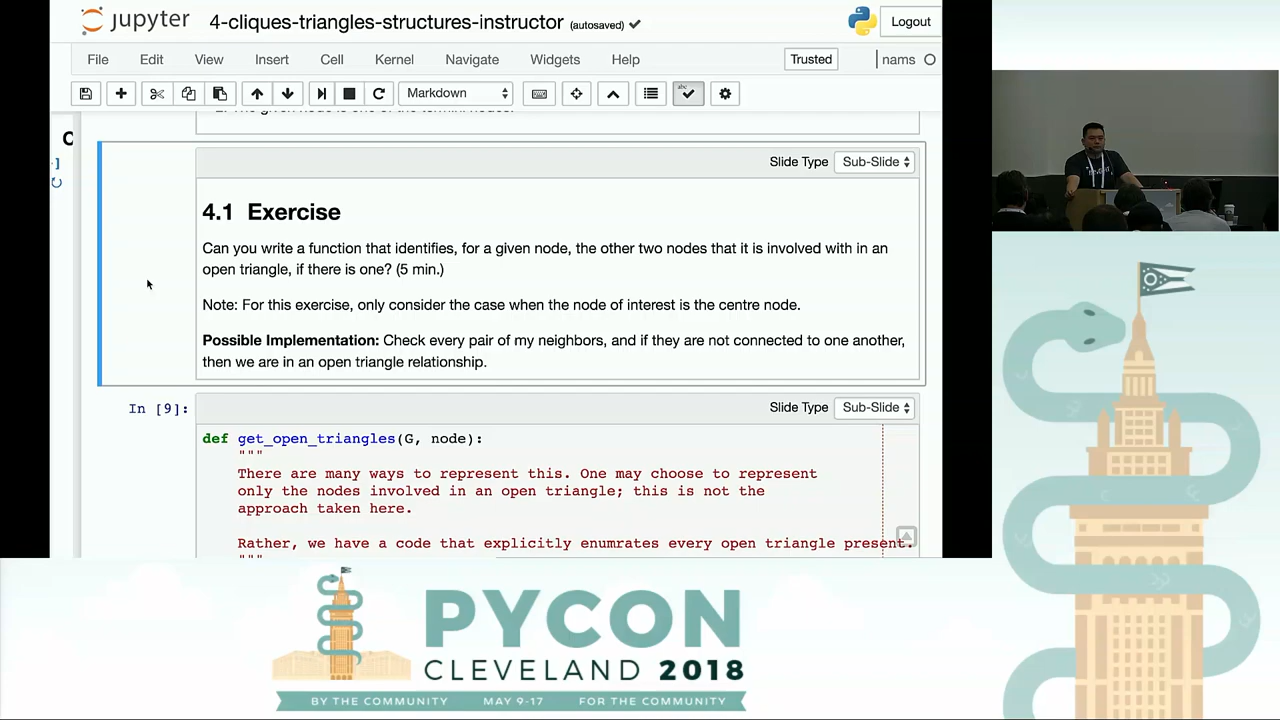 jupyter 4-cliques-triangles-structures-instructor (autosaved) Logout
File Edit View Insert Cell Kernel Navigate Widgets Help Trusted nams
Markdown
Slide Type Sub-Slide
4.1 Exercise
Can you write a function that identifies, for a given node, the other two nodes that it is involved with in an
open triangle, if there is one? (5 min.)
Note: For this exercise, only consider the case when the node of interest is the centre node.
Possible Implementation: Check every pair of my neighbors, and if they are not connected to one another,
then we are in an open triangle relationship.
In [9]:
Slide Type Sub-Slide
def get_open_triangles(G, node):
"""
There are many ways to represent this. One may choose to represent
only the nodes involved in an open triangle; this is not the
approach taken here.
Rather, we have a code that explicitly enumrates every open triangle present.
"""
PYCON
CLEVELAND 2018
BY THE COMMUNITY MAY 9-17 FOR THE COMMUNITY